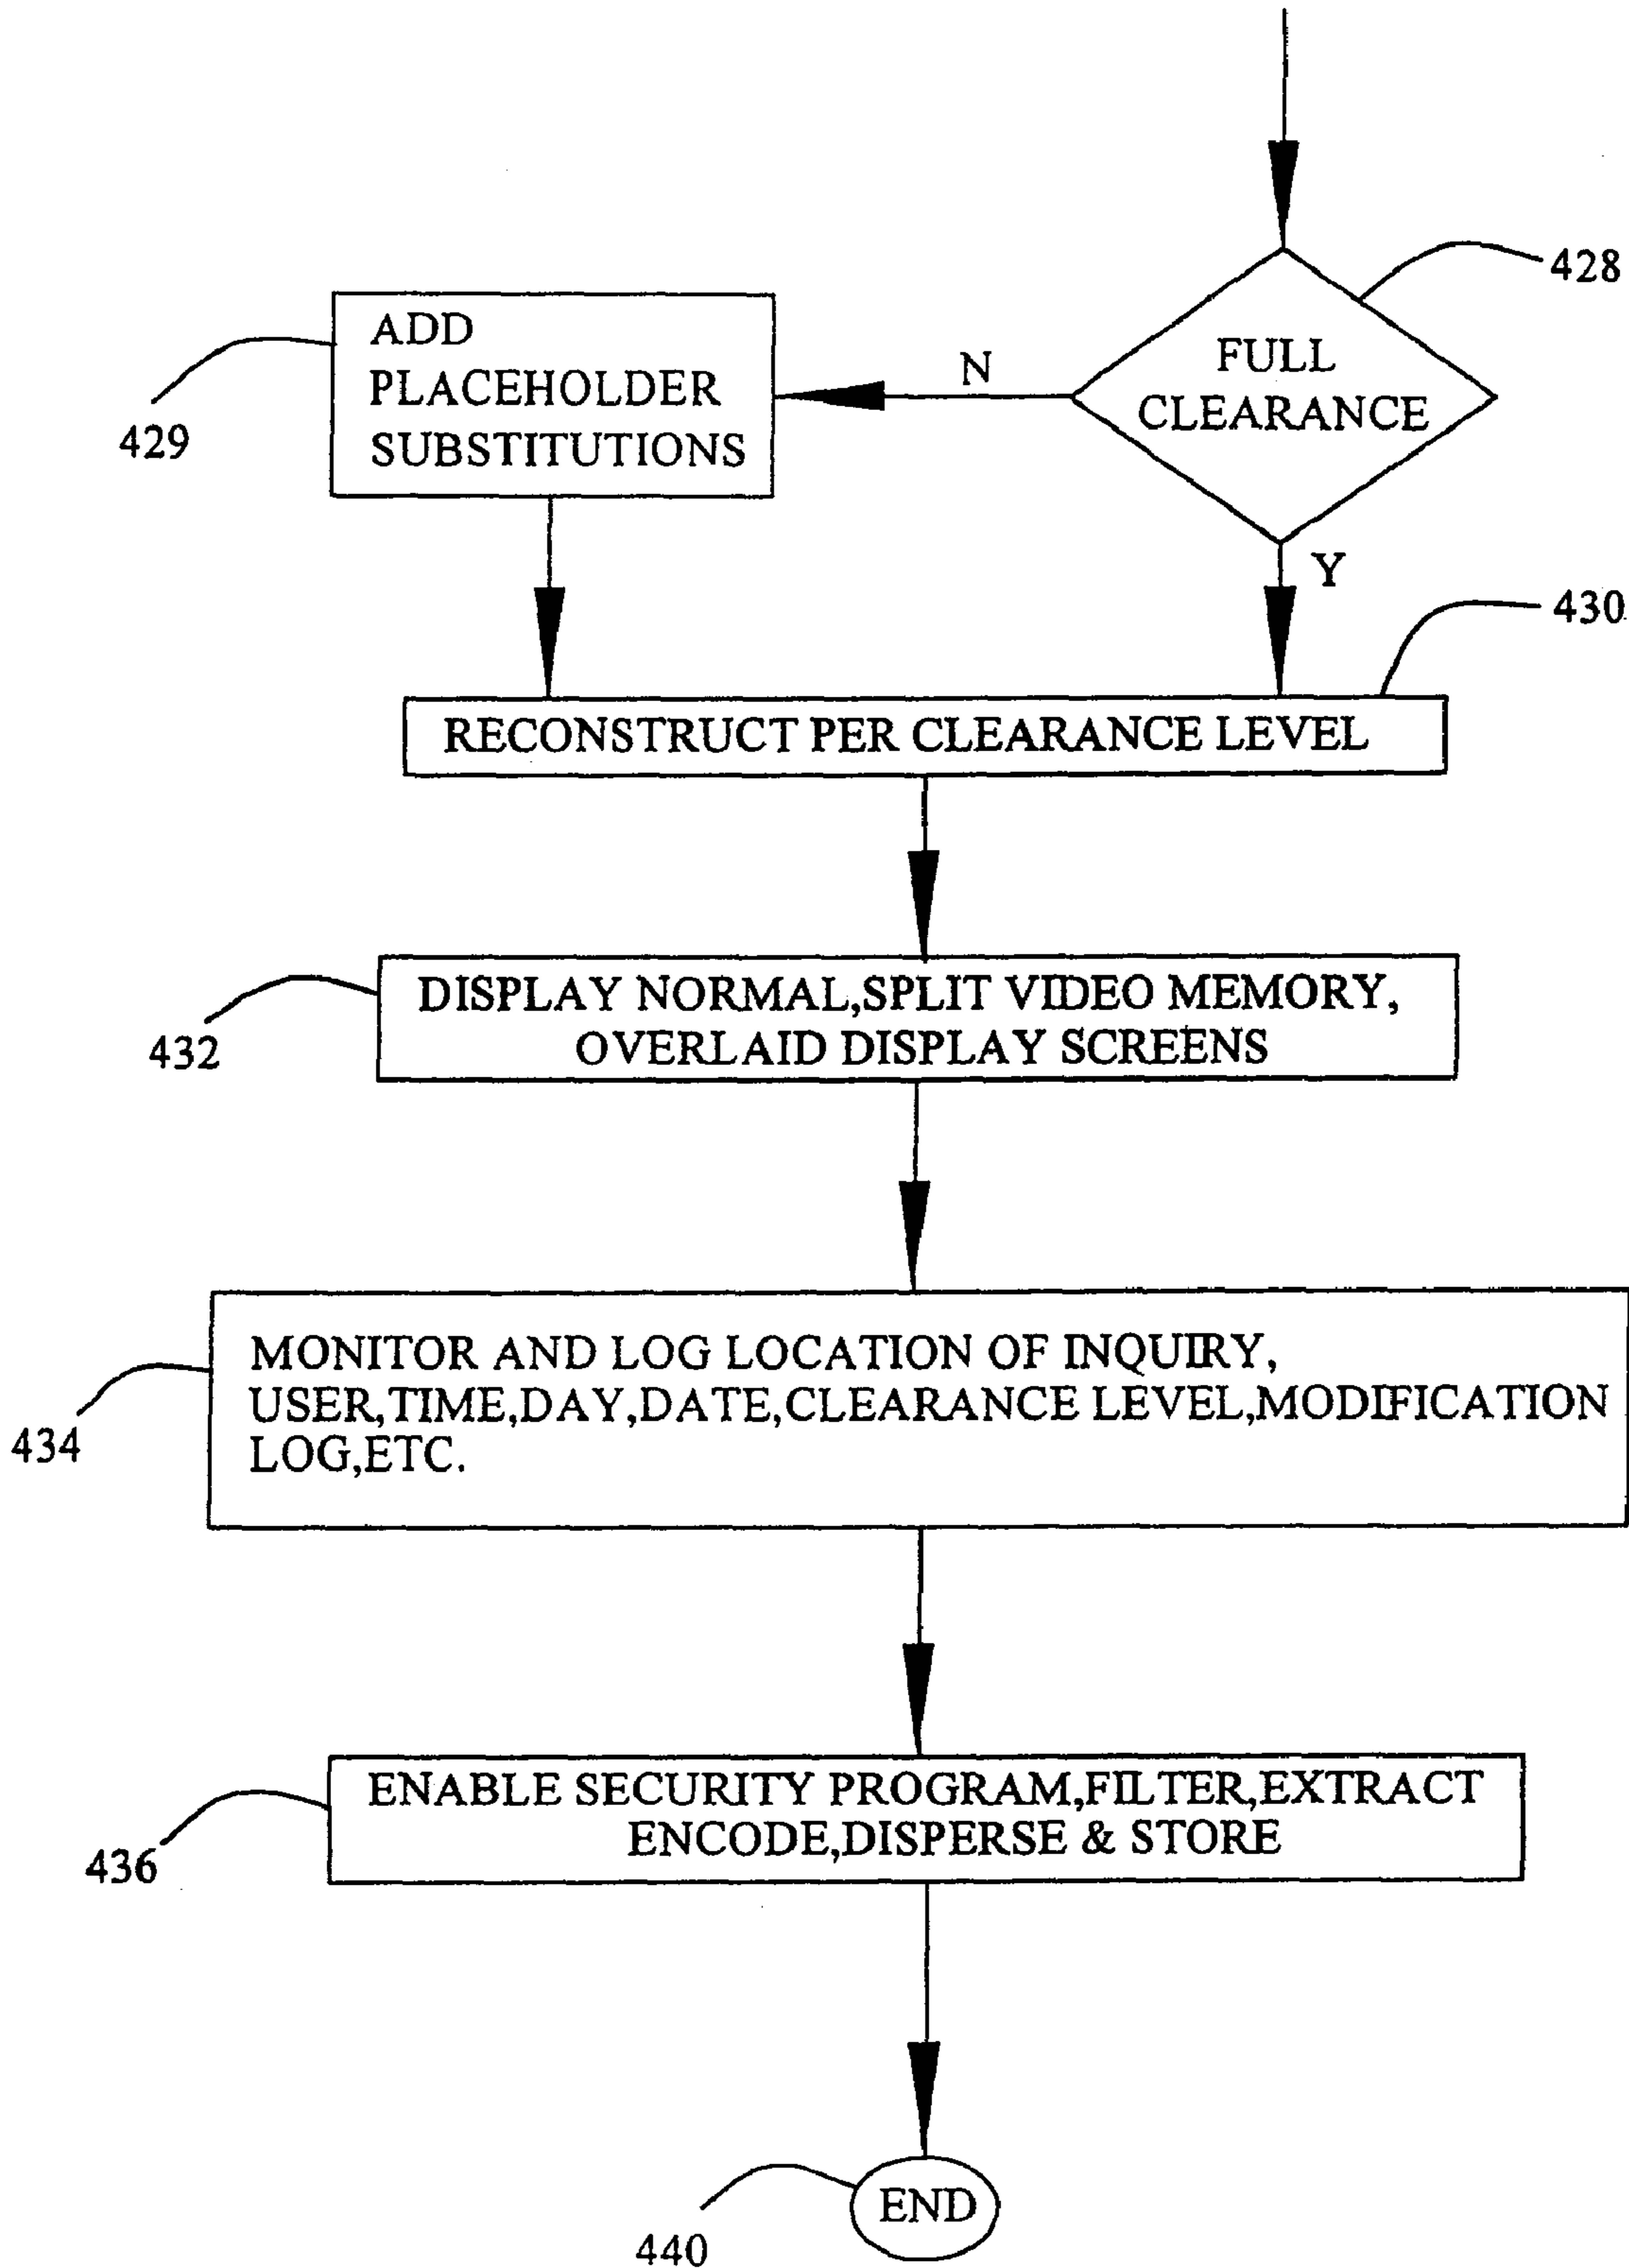 428
FULL
CLEARANCE
N
ADD
PLACEHOLDER
SUBSTITUTIONS
429
Y
430
RECONSTRUCT PER CLEARANCE LEVEL
DISPLAY NORMAL,SPLIT VIDEO MEMORY,
OVERLAID DISPLAY SCREENS
432
MONITOR AND LOG LOCATION OF INQUIRY,
USER,TIME,DAY,DATE,CLEARANCE LEVEL,MODIFICATION
LOG,ETC.
434
ENABLE SECURITY PROGRAM,FILTER,EXTRACT
ENCODE,DISPERSE & STORE
436
END
440